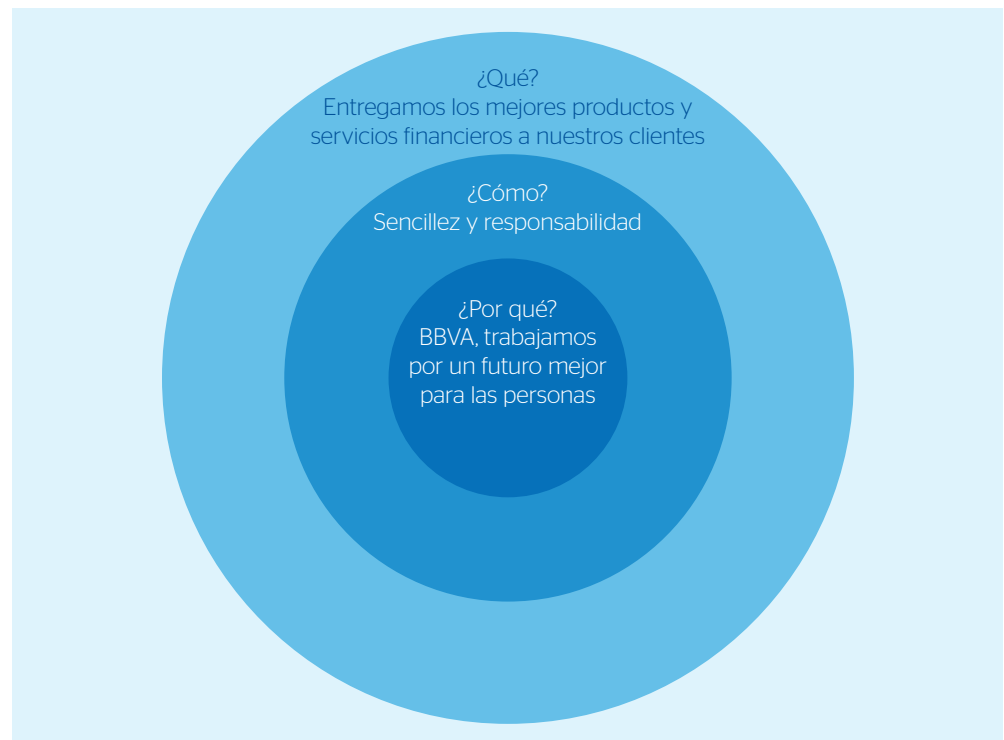 ¿Qué?
Entregamos los mejores productos y
servicios financieros a nuestros clientes
¿Cómo?
Sencillez y responsabilidad
¿Por qué?
BBVA, trabajamos
por un futuro mejor
para las personas